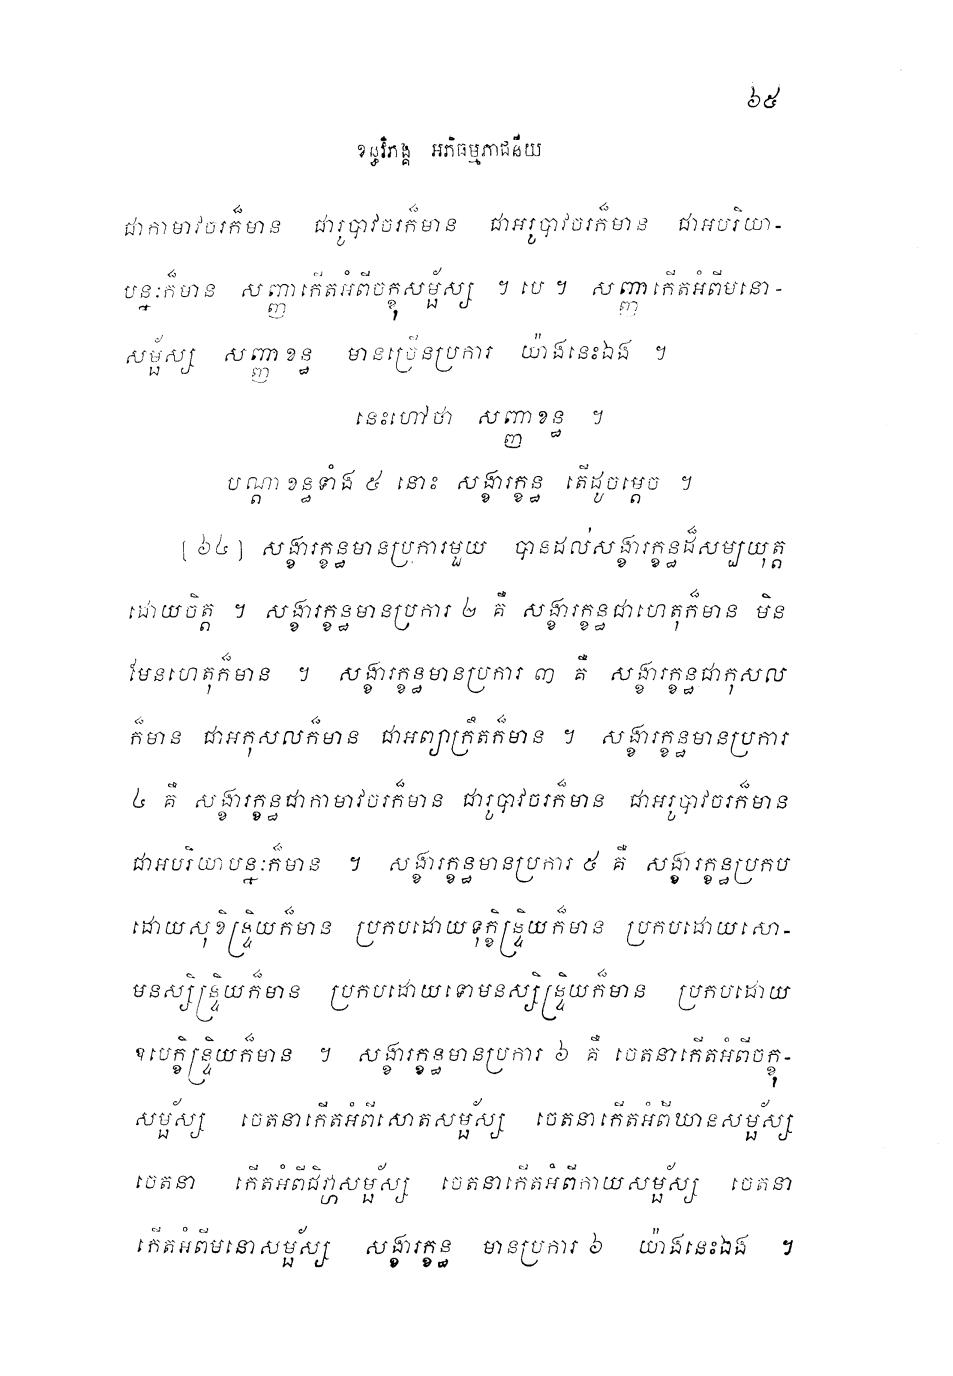 ៦៥
ខន្ធវិភង្គ អភិធម្មភាជនីយ
ជាកាមាវចរក៏មាន ជារូបាវចរក៏មាន ជាអរូបាវចរក៏មាន ជាអបរិយា-
បន្នៈក៏មាន សញ្ញាកើតអំពីចក្ខុសម្ផ័ស្ស ។ បេ ។ សញ្ញាកើតអំពីមនោ-
សម្ផ័ស្ស សញ្ញាខន្ធ មានច្រើនប្រការ យ៉ាងនេះឯង ។
នេះហៅថា សញ្ញាខន្ធ ។
បណ្តាខន្ធទាំង ៥ នោះ សង្ខារក្ខន្ធ តើដូចម្តេច ។
[ ៦៤ ] សង្ខារក្ខន្ធមានប្រការមួយ បានដល់សង្ខារក្ខន្ធដ៏សម្បយុត្ត
ដោយចិត្ត ។ សង្ខារក្ខន្ធមានប្រការ ២ គឺ សង្ខារក្ខន្ធជាហេតុក៏មាន មិន
មែនហេតុក៏មាន ។ សង្ខារក្ខន្ធមានប្រការ ៣ គឺ សង្ខារក្ខន្ធជាកុសល
ក៏មាន ជាអកុសលក៏មាន ជាអព្យាក្រឹតក៏មាន ។ សង្ខារក្ខន្ធមានប្រការ
៤ គឺ សង្ខារក្ខន្ធជាកាមាវចរក៏មាន ជារូបាវចរក៏មាន ជាអរូបាវចរក៏មាន
ជាអបរិយាបន្នៈក៏មាន ។ សង្ខារក្ខន្ធមានប្រការ ៥ គឺ សង្ខារក្ខន្ធប្រកប
ដោយសុខិន្ទ្រិយក៏មាន ប្រកបដោយទុក្ខិន្ទ្រិយក៏មាន ប្រកបដោយសោ-
មនស្សិន្ទ្រិយក៏មាន ប្រកបដោយទោមនស្សិន្ទ្រិយក៏មាន ប្រកបដោយ
ឧបេក្ខិន្ទ្រិយក៏មាន ។ សង្ខារក្ខន្ធមានប្រការ ៦ គឺ ចេតនាកើតអំពីចក្ខុ-
សម្ផ័ស្ស ចេតនាកើតអំពីសោតសម្ផ័ស្ស ចេតនាកើតអំពីឃានសម្ផ័ស្ស
ចេតនា កើតអំពីជិវ្ហាសម្ផ័ស្ស ចេតនាកើតអំពីកាយសម្ផ័ស្ស ចេតនា
កើតអំពីមនោសម្ផ័ស្ស សង្ខារក្ខន្ធ មានប្រការ ៦ យ៉ាងនេះឯង ។